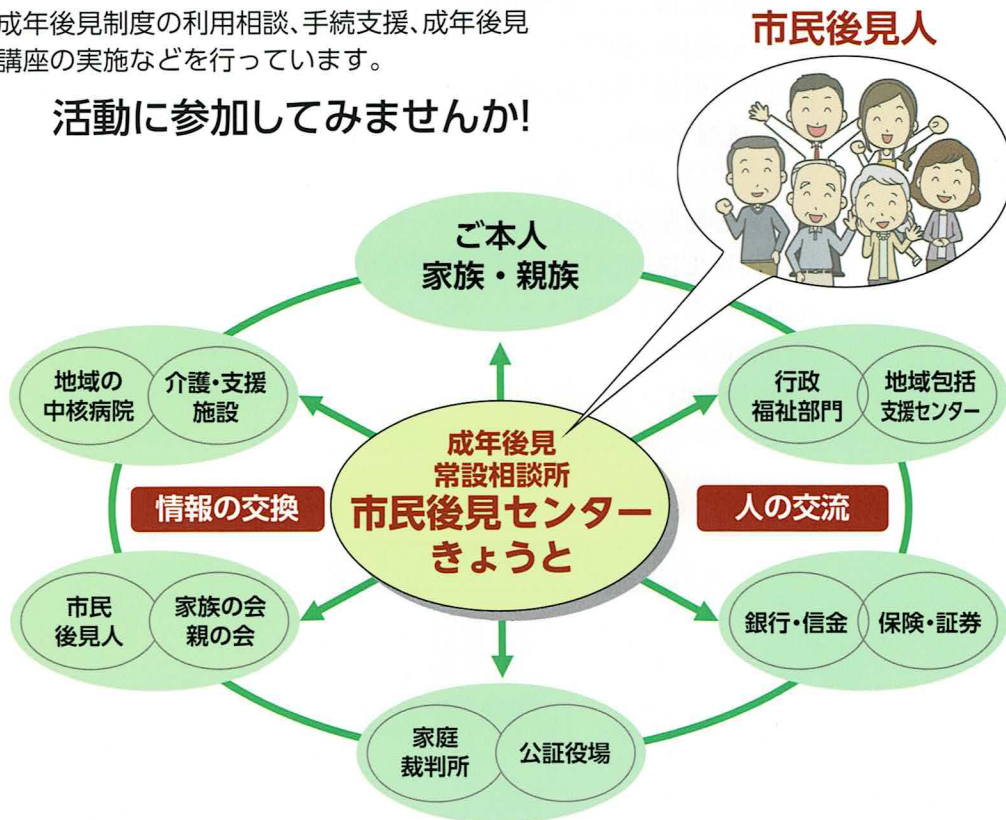 成年後見制度の利用相談、手続支援、成年後見
講座の実施などを行っています。
活動に参加してみませんか!
市民後見人
ご本人
家族・親族
地域の
中核病院
介護・支援
施設
行政
福祉部門
地域包括
支援センター
成年後見
常設相談所
市民後見センター
きょうと
情報の交換
人の交流
市民
後見人
家族の会
親の会
銀行・信金
保険・証券
家庭
裁判所
公証役場